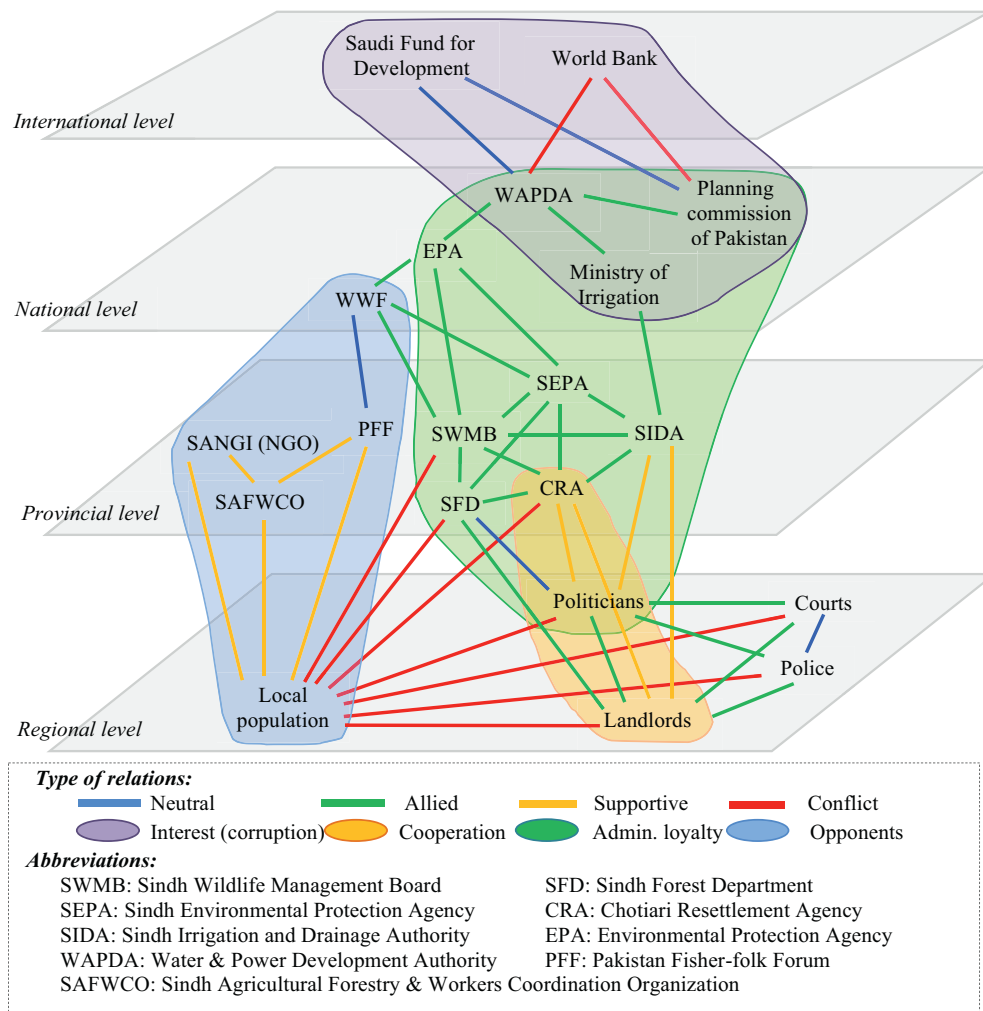 Saudi Fund for
Development
World Bank
International level
WAPDA
Planning
commission
of Pakistan
EPA
Ministry of
Irrigation
WWF
National level
SEPA
PFF
SANGI (NGO)
SWMB
SIDA
CRA
SAFWCO
SFD
Provincial level
Politicians
Courts
Police
Local
population
Landlords
Regional level
Type of relations:
Neutral Allied Supportive Conflict
Interest (corruption) Cooperation Admin. loyalty Opponents
Abbreviations:
SWMB: Sindh Wildlife Management Board SFD: Sindh Forest Department
SEPA: Sindh Environmental Protection Agency CRA: Chotiari Resettlement Agency
SIDA: Sindh Irrigation and Drainage Authority EPA: Environmental Protection Agency
WAPDA: Water & Power Development Authority PFF: Pakistan Fisher-folk Forum
SAFWCO: Sindh Agricultural Forestry & Workers Coordination Organization